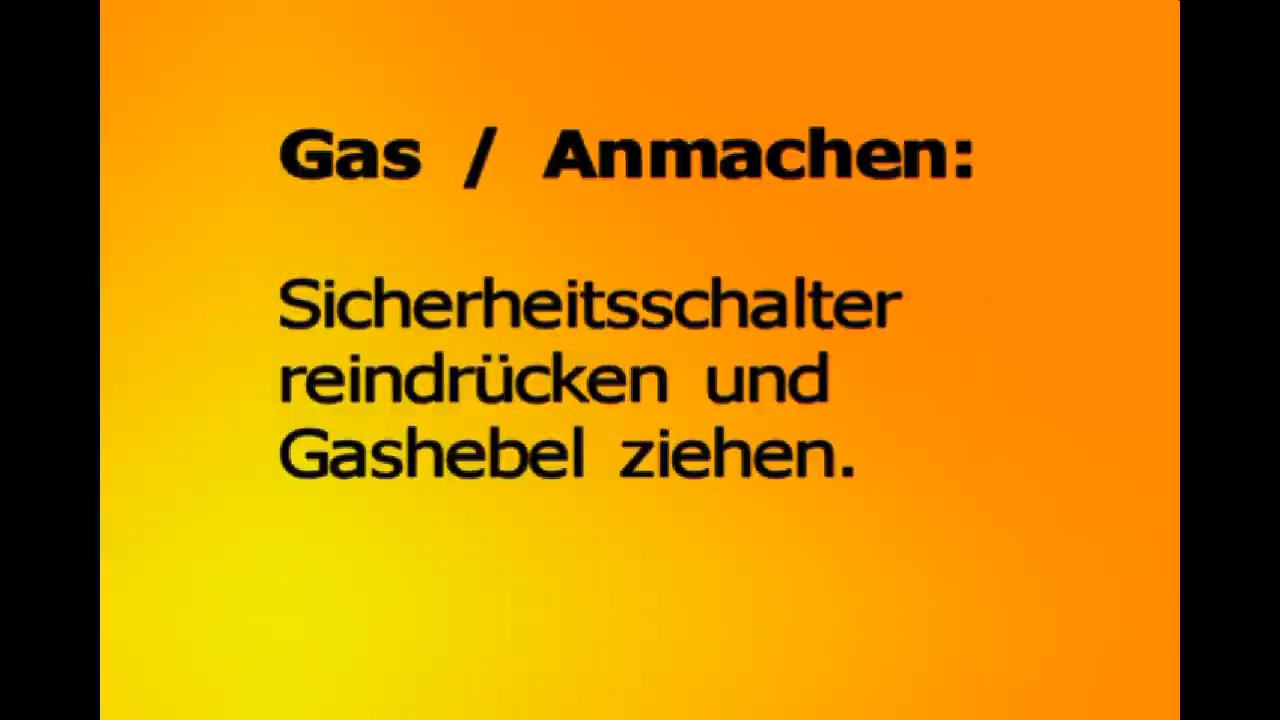 Gas / Anmachen:
Sicherheitsschalter
reindrücken und
Gashebel ziehen.